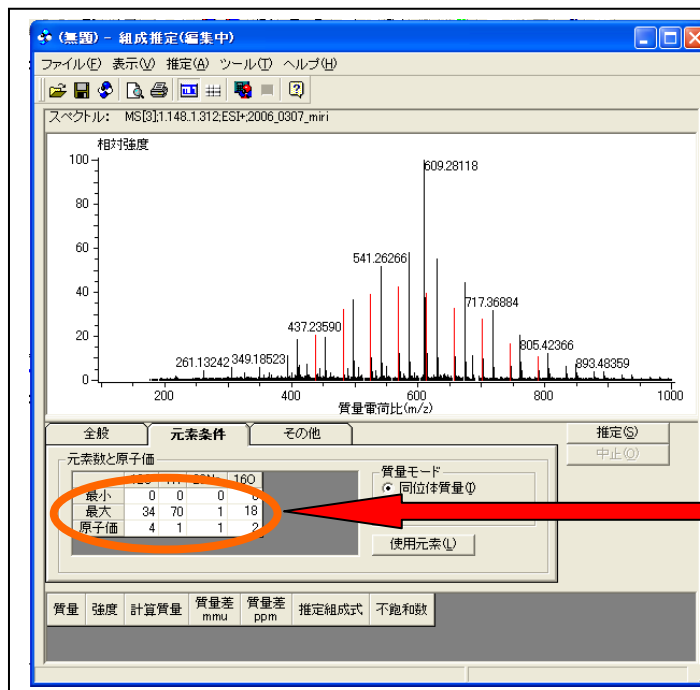 (無題) - 組成推定(編集中)
ファイル(F) 表示(V) 推定(A) ツール(T) ヘルプ(H)
スペクトル: MS[3];1.148..1.312;ESI+;2006_0307_miri
相対強度
100
80
60
40
20
0
609.28118
541.26266
717.36884
437.23590
805.42366
261.13242 349.18523
893.48359
200 400 600 800 1000
質量電荷比(m/z)
全般 元素条件 その他
推定(S)
中止(O)
元素数と原子価
16O
最小 0 0 0
最大 34 70 1 18
原子価 4 1 1 2
質量モード
同位体質量(I)
使用元素(L)
質量 強度 計算質量 質量差 mmu 質量差 ppm 推定組成式 不飽和数